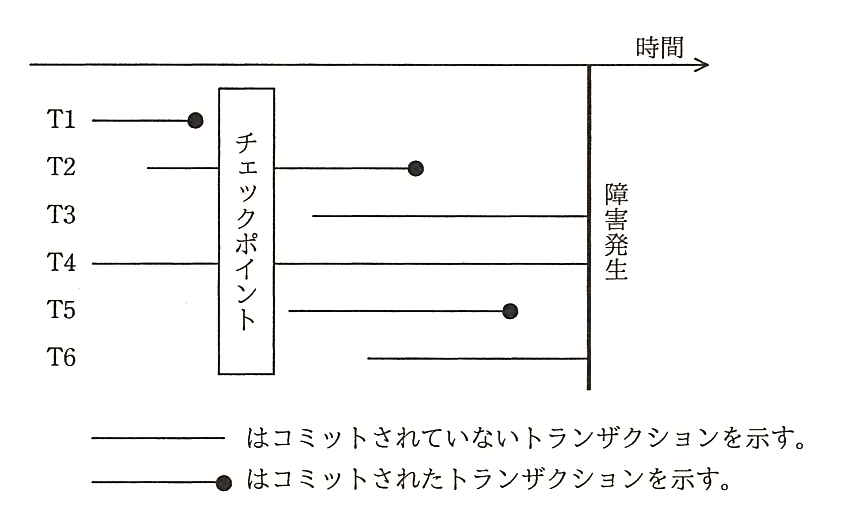 時間
T1
T2
T3
T4
T5
T6
チェックポイント
障害発生
はコミットされていないトランザクションを示す。
はコミットされたトランザクションを示す。